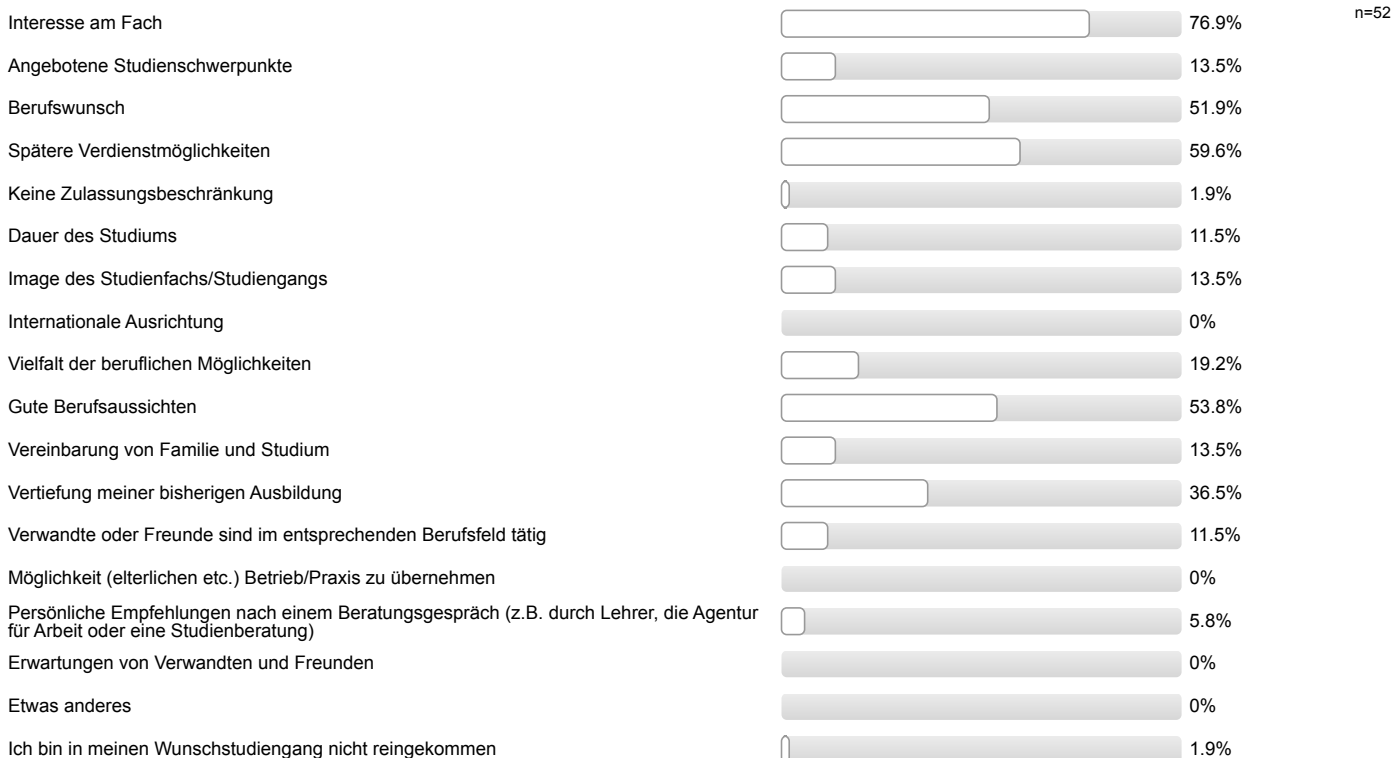 Interesse am Fach 76.9% n=52
Angebotene Studienschwerpunkte 13.5%
Berufswunsch 51.9%
Spätere Verdienstmöglichkeiten 59.6%
Keine Zulassungsbeschränkung 1.9%
Dauer des Studiums 11.5%
Image des Studienfachs/Studiengangs 13.5%
Internationale Ausrichtung 0%
Vielfalt der beruflichen Möglichkeiten 19.2%
Gute Berufsaussichten 53.8%
Vereinbarung von Familie und Studium 13.5%
Vertiefung meiner bisherigen Ausbildung 36.5%
Verwandte oder Freunde sind im entsprechenden Berufsfeld tätig 11.5%
Möglichkeit (elterlichen etc.) Betrieb/Praxis zu übernehmen 0%
Persönliche Empfehlungen nach einem Beratungsgespräch (z.B. durch Lehrer, die Agentur
für Arbeit oder eine Studienberatung) 5.8%
Erwartungen von Verwandten und Freunden 0%
Etwas anderes 0%
Ich bin in meinen Wunschstudiengang nicht reingekommen 1.9%